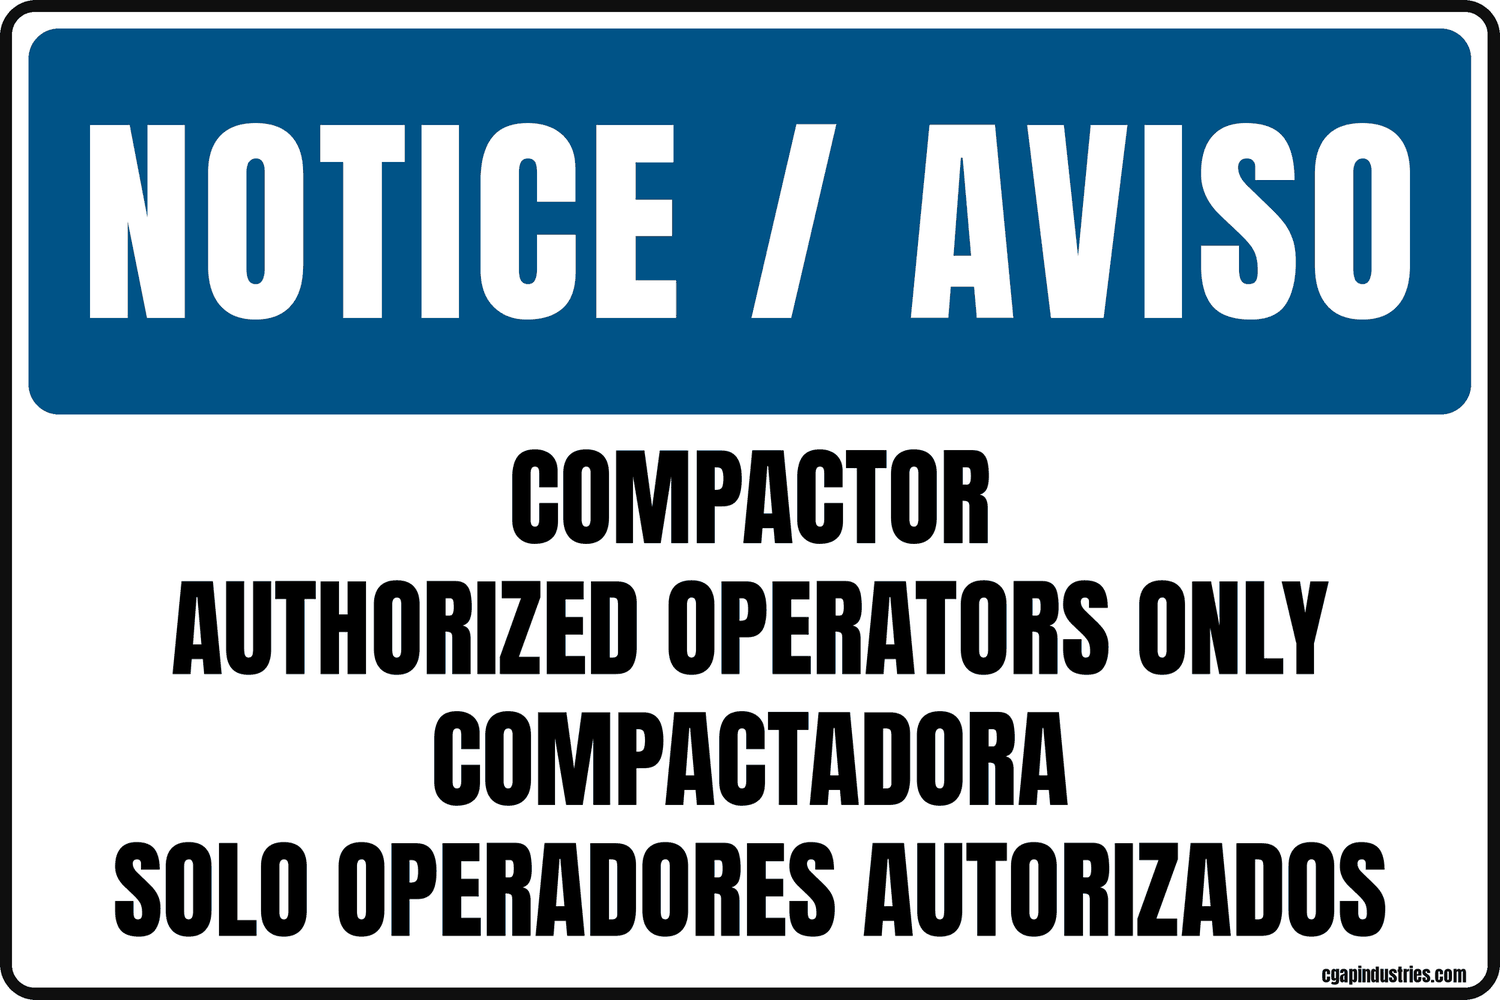 NOTICE / AVISO
COMPACTOR
AUTHORIZED OPERATORS ONLY
COMPACTADORA
SOLO OPERADORES AUTORIZADOS
cgapindustries.com